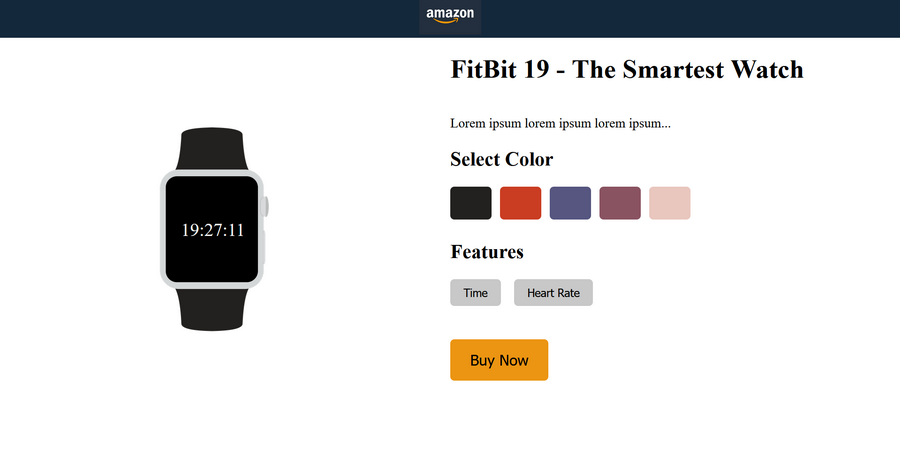 amazon
FitBit 19 - The Smartest Watch
Lorem ipsum lorem ipsum lorem ipsum...
Select Color
19:27:11
Features
Time
Heart Rate
Buy Now